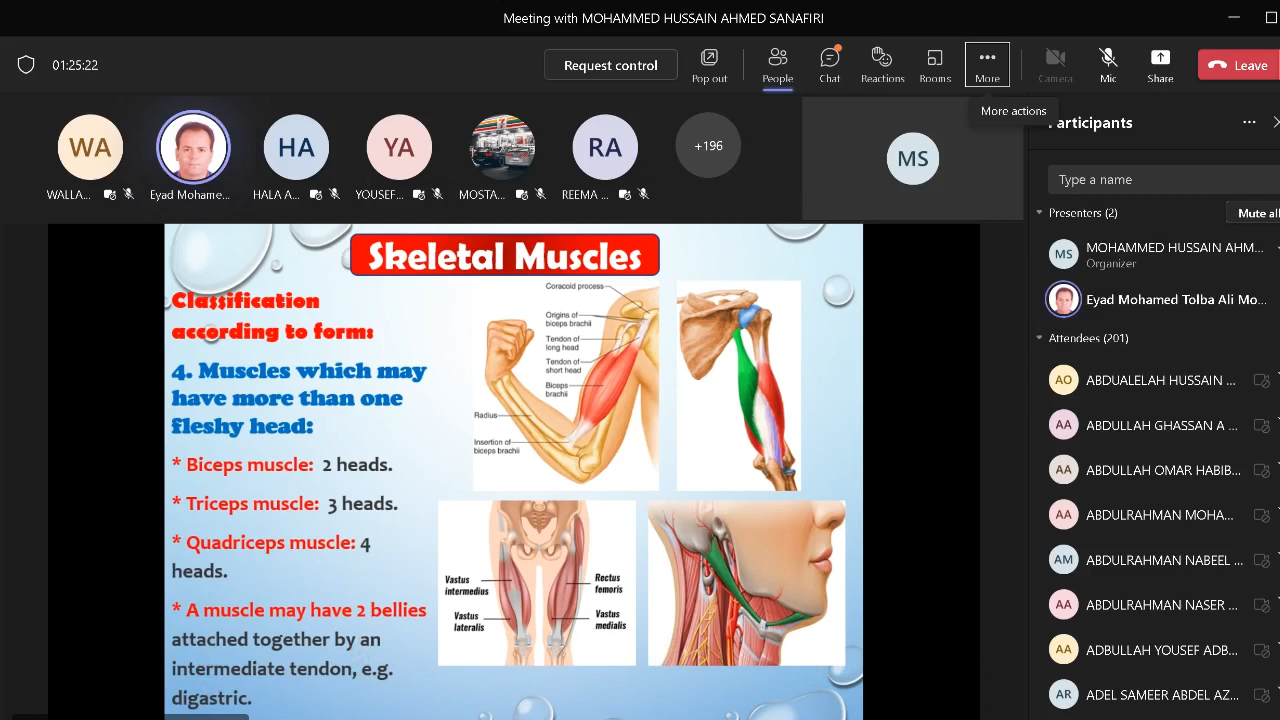 Meeting with MOHAMMED HUSSAIN AHMED SANAFIRI
01:25:22
Request control
Pop out
People
Chat
Reactions
Rooms
More
Camera
Mic
Share
Leave
More actions
WA
HA
YA
RA
+196
MS
WALLA...
Eyad Mohame...
HALA A...
YOUSEF...
MOSTA...
REEMA ...
Participants
Type a name
Presenters (2)
Mute all
MS
MOHAMMED HUSSAIN AHM...
Organizer
Eyad Mohamed Tolba Ali Mo...
Attendees (201)
AO
ABDUALELAH HUSSAIN ...
AA
ABDULLAH GHASSAN A ...
AA
ABDULLAH OMAR HABIB...
AA
ABDULRAHMAN MOHA...
AM
ABDULRAHMAN NABEEL ...
AA
ABDULRAHMAN NASER ...
AA
ADBULLAH YOUSEF ADB...
AR
ADEL SAMEER ABDEL AZ...
Skeletal Muscles
Classification
according to form:
4. Muscles which may
have more than one
fleshy head:
* Biceps muscle: 2 heads.
* Triceps muscle: 3 heads.
* Quadriceps muscle: 4
heads.
* A muscle may have 2 bellies
attached together by an
intermediate tendon, e.g.
digastric.
Coracoid process
Origins of
biceps brachii
Tendon of
long head
Tendon of
short head
Biceps
brachii
Radius
Insertion of
biceps brachii
Vastus
intermedius
Vastus
lateralis
Rectus
femoris
Vastus
medialis